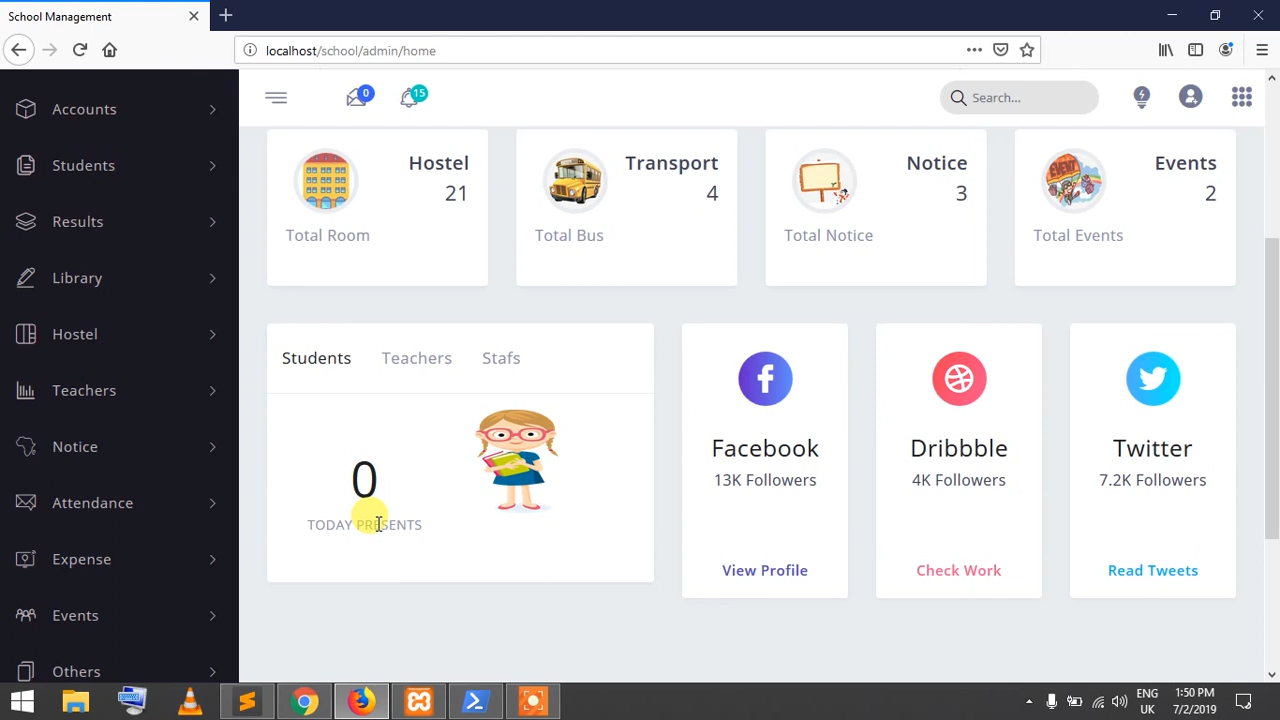 School Management
localhost/school/admin/home
0
15
Search...
Accounts
Students
Results
Library
Hostel
Teachers
Notice
Attendance
Expense
Events
Others
Hostel
21
Total Room
Transport
4
Total Bus
Notice
3
Total Notice
EVENT
Events
2
Total Events
Students Teachers Stafs
0
TODAY PRESENTS
Facebook
13K Followers
View Profile
Dribbble
4K Followers
Check Work
Twitter
7.2K Followers
Read Tweets
ENG
UK
1:50 PM
7/2/2019